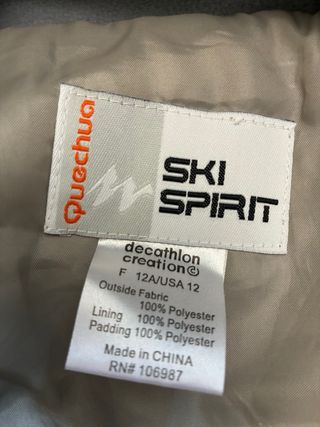 Quechua
SKI
SPIRIT
decathlon
creation©
F 12A/USA 12
Outside Fabric
100% Polyester
Lining 100% Polyester
Padding 100% Polyester
Made in CHINA
RN# 106987